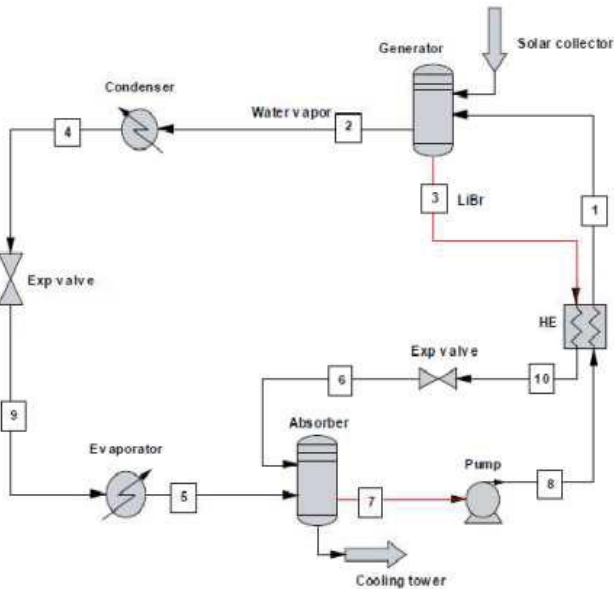 Solar collector
Generator
Condenser
Water vapor
2
4
3
LiBr
1
Exp valve
HE
Exp valve
6
10
9
Absorber
Evaporator
5
7
Pump
8
Cooling tower